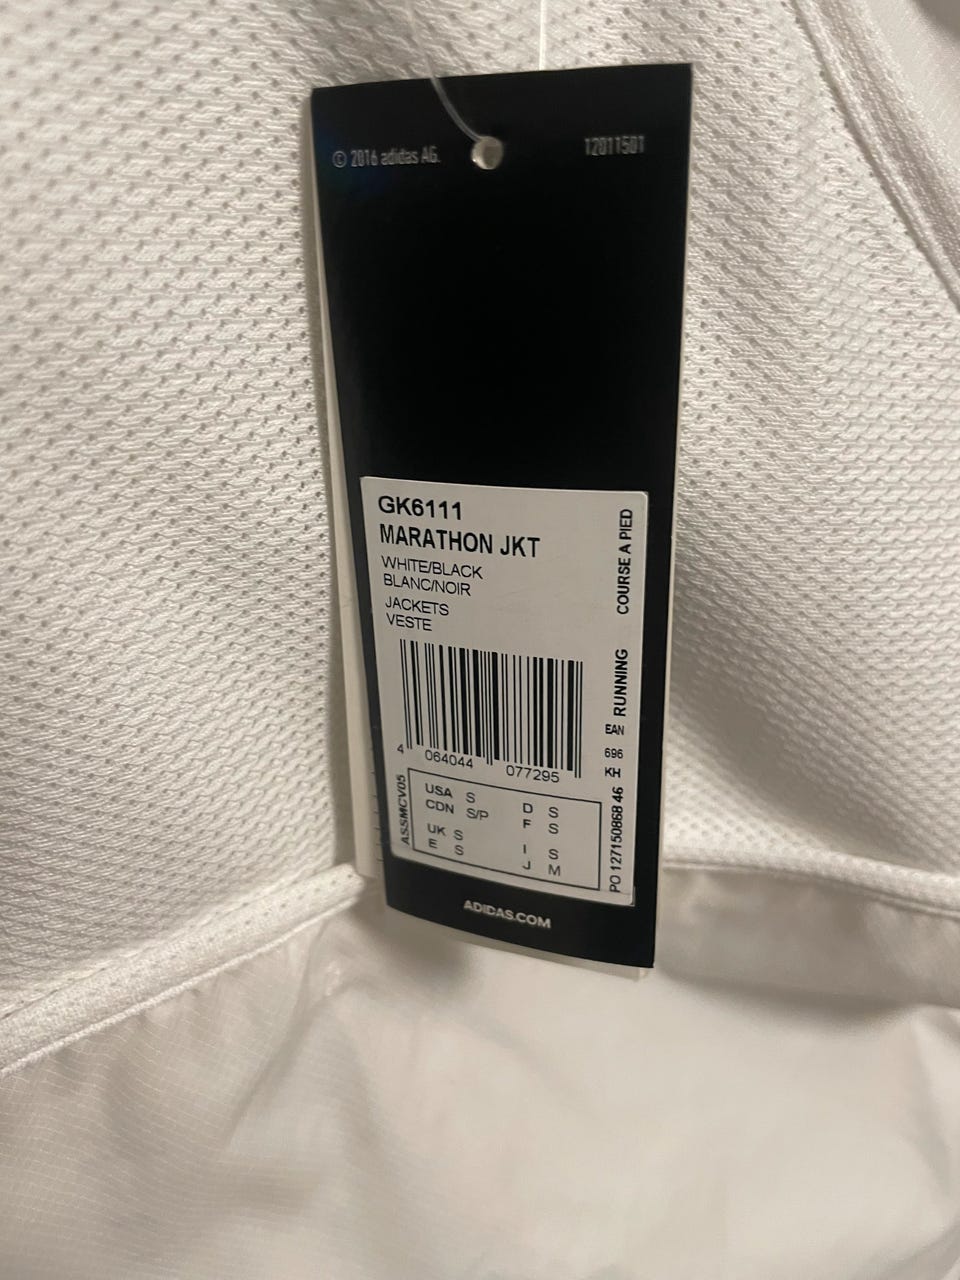 © 2016 adidas AG.
12011501
GK6111
MARATHON JKT
WHITE/BLACK
BLANC/NOIR
JACKETS
VESTE
RUNNING COURSE A PIED
4 064044 077295
EAN
696
KH
PO 127150868 46
ASSMCV05
USA S D S
CDN S/P F S
UK S I S
E S J M
ADIDAS.COM